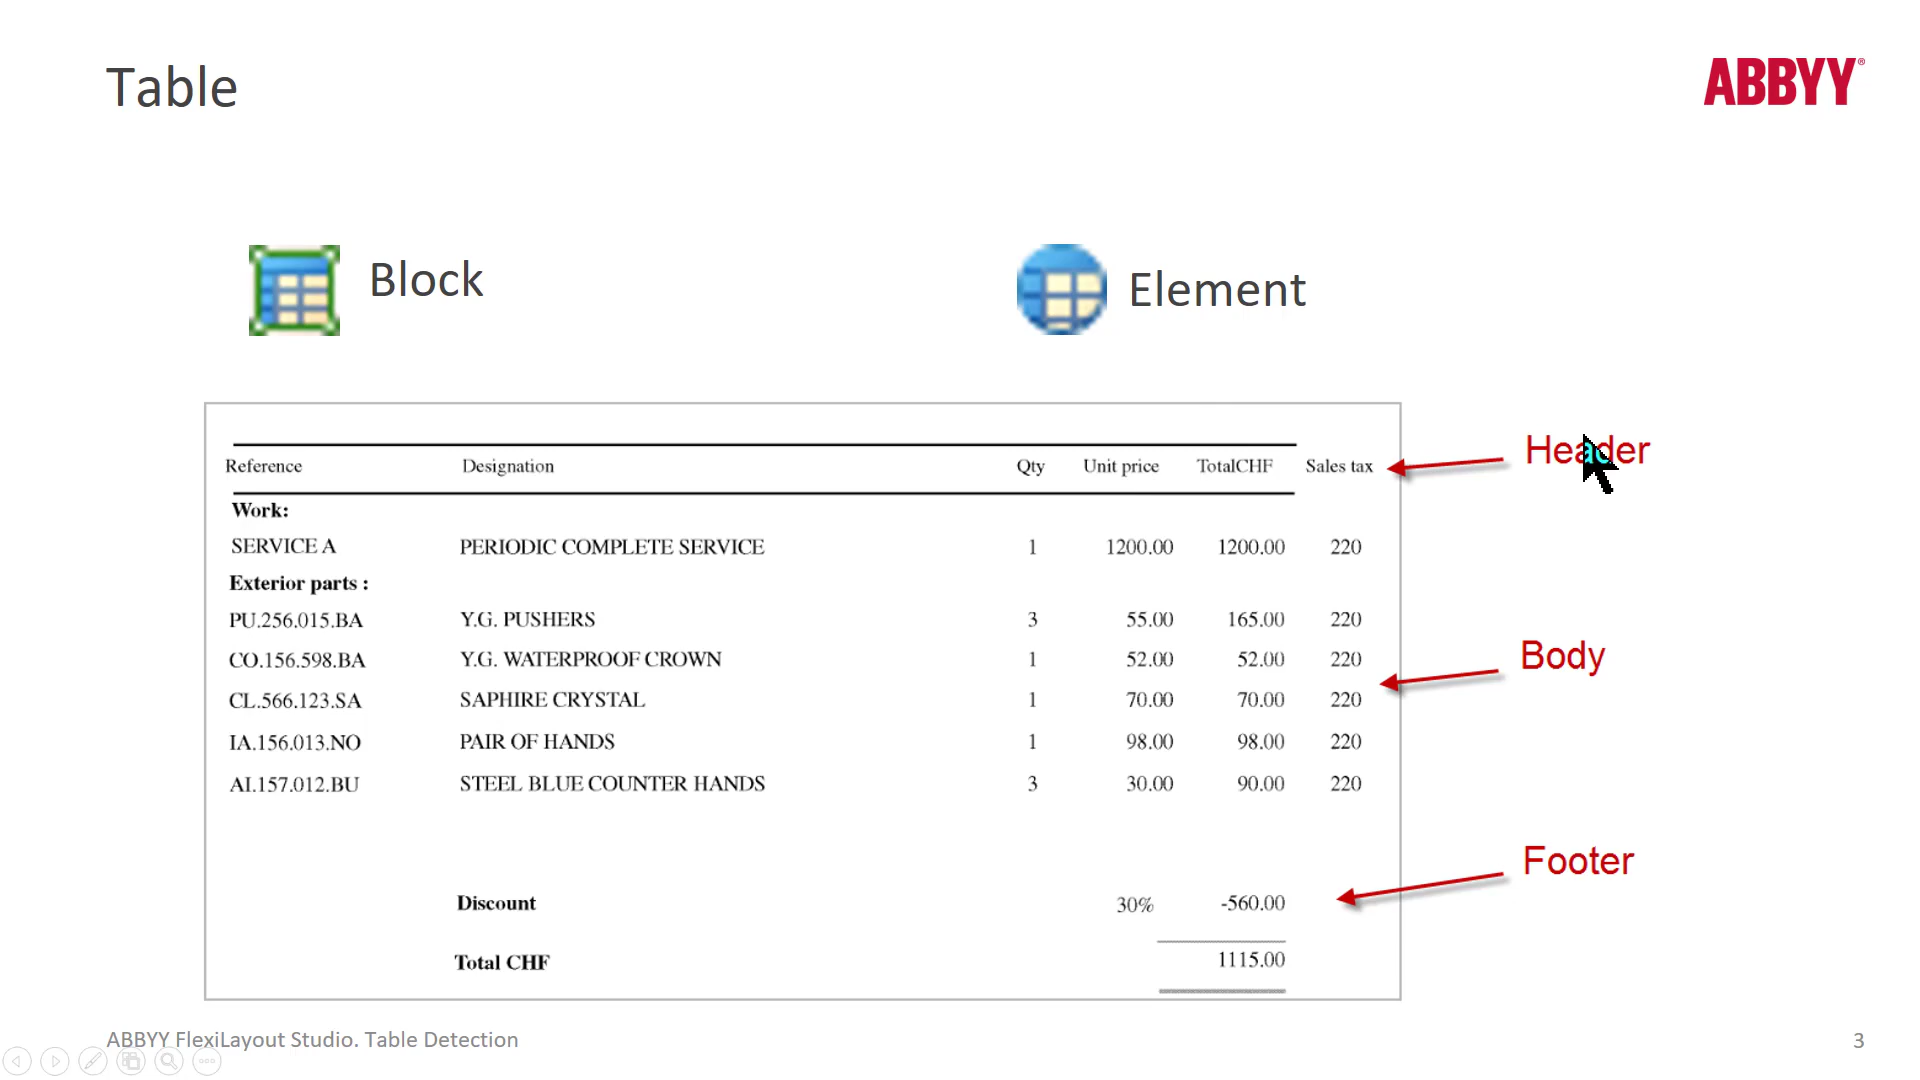 Table
ABBYY®
Block
Element
Reference Designation Qty Unit price TotalCHF Sales tax
Header
Work:
SERVICE A PERIODIC COMPLETE SERVICE 1 1200.00 1200.00 220
Exterior parts :
PU.256.015.BA Y.G. PUSHERS 3 55.00 165.00 220
CO.156.598.BA Y.G. WATERPROOF CROWN 1 52.00 52.00 220
Body
CL.566.123.SA SAPHIRE CRYSTAL 1 70.00 70.00 220
IA.156.013.NO PAIR OF HANDS 1 98.00 98.00 220
AI.157.012.BU STEEL BLUE COUNTER HANDS 3 30.00 90.00 220
Footer
Discount 30% -560.00
Total CHF 1115.00
ABBYY FlexiLayout Studio. Table Detection
3